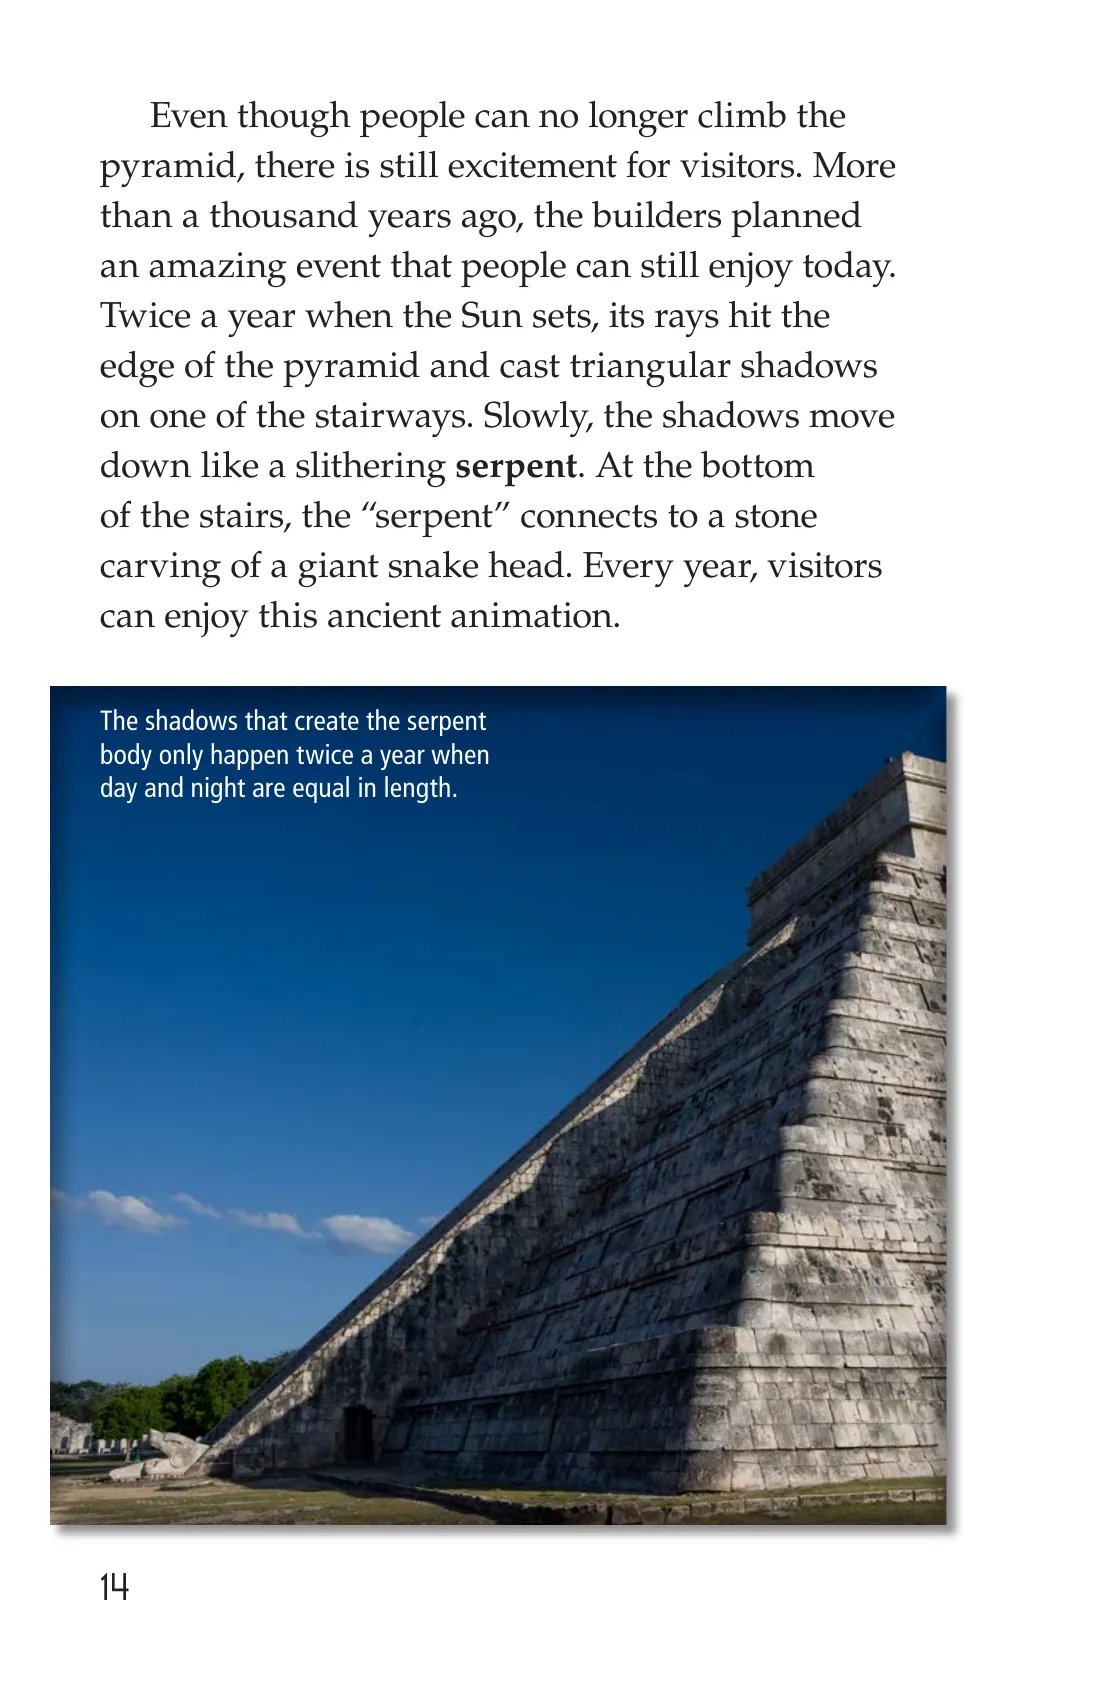 Even though people can no longer climb the
pyramid, there is still excitement for visitors. More
than a thousand years ago, the builders planned
an amazing event that people can still enjoy today.
Twice a year when the Sun sets, its rays hit the
edge of the pyramid and cast triangular shadows
on one of the stairways. Slowly, the shadows move
down like a slithering serpent. At the bottom
of the stairs, the “serpent” connects to a stone
carving of a giant snake head. Every year, visitors
can enjoy this ancient animation.
The shadows that create the serpent
body only happen twice a year when
day and night are equal in length.
14